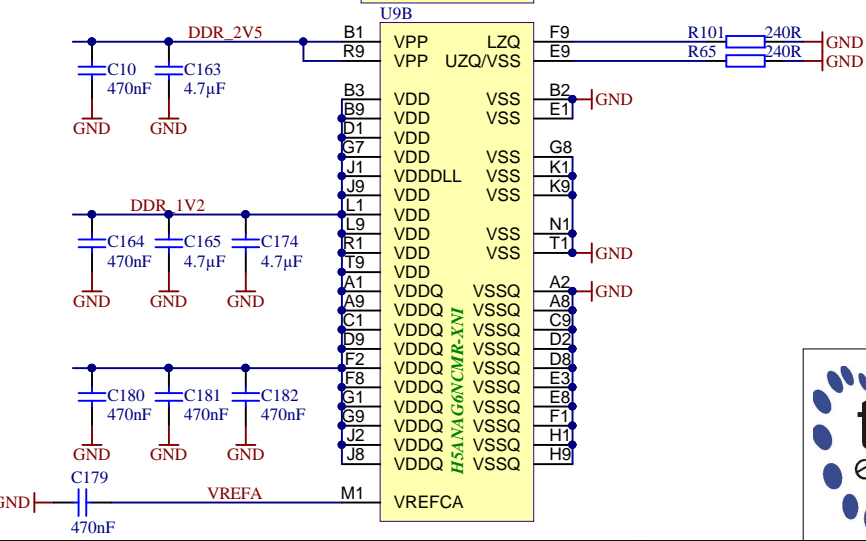 U9B
DDR_2V5 B1 VPP LZQ F9 R101 240R GND
R9 VPP UZQ/VSS E9 R65 240R GND
C10 C163
470nF 4.7µF
GND GND
B3 VDD VSS B2 GND
B9 VDD VSS E1
D1 VDD
G7 VDD VSS G8
J1 VDDDLL VSS K1
J9 VDD VSS K9
DDR_1V2 L1 VDD
L9 VDD VSS N1
R1 VDD VSS T1 GND
T9 VDD
C164 C165 C174
470nF 4.7µF 4.7µF
GND GND GND
A1 VDDQ VSSQ A2 GND
A9 VDDQ VSSQ A8
C1 VDDQ VSSQ C9
D9 VDDQ VSSQ D2
F2 VDDQ VSSQ D8
F8 VDDQ VSSQ E3
G1 VDDQ VSSQ E8
G9 VDDQ VSSQ F1
J2 VDDQ VSSQ H1
J8 VDDQ VSSQ H9
H5ANAG6NCMR-XNI
C180 C181 C182
470nF 470nF 470nF
GND GND GND
C179
GND VREFA M1 VREFCA
470nF